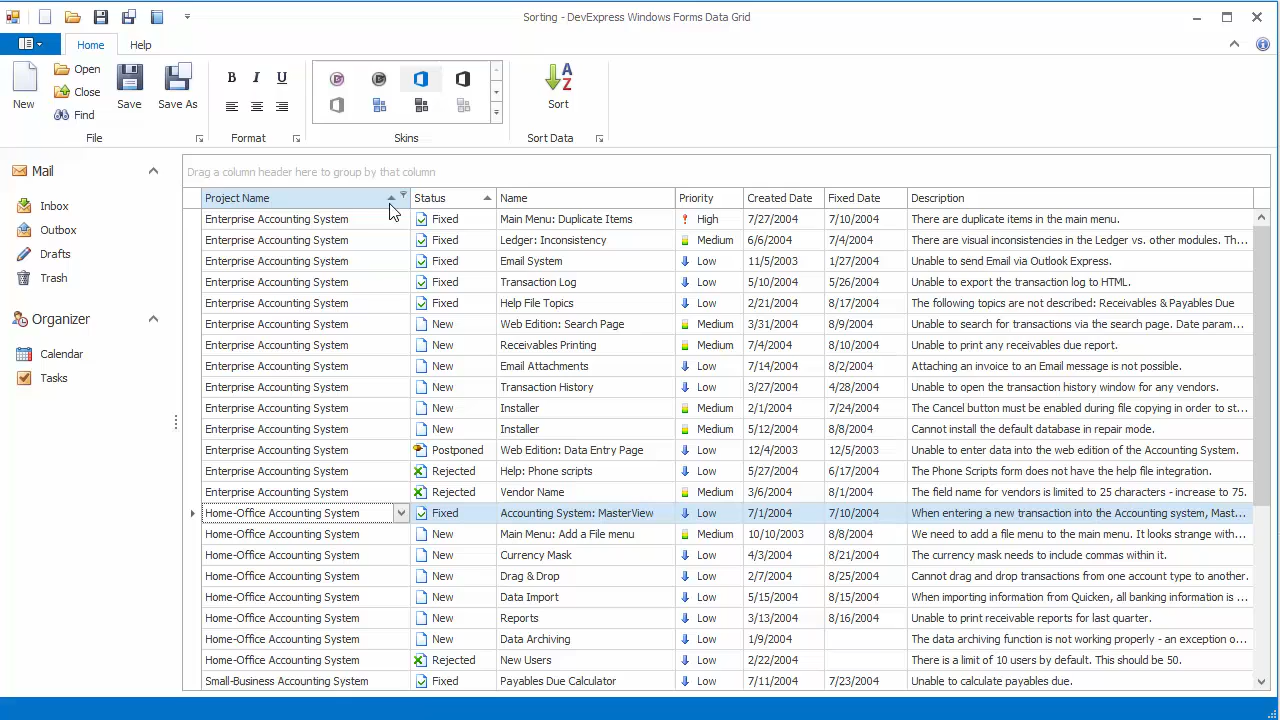 Sorting - DevExpress Windows Forms Data Grid
Home Help
New
Open
Close
Find
Save
Save As
B I U
A
Z
Sort
File
Format
Skins
Sort Data
Mail
Inbox
Outbox
Drafts
Trash
Organizer
Calendar
Tasks
Drag a column header here to group by that column
Project Name Status Name Priority Created Date Fixed Date Description
Enterprise Accounting System Fixed Main Menu: Duplicate Items High 7/27/2004 7/10/2004 There are duplicate items in the main menu.
Enterprise Accounting System Fixed Ledger: Inconsistency Medium 6/6/2004 7/4/2004 There are visual inconsistencies in the Ledger vs. other modules. Th...
Enterprise Accounting System Fixed Email System Low 11/5/2003 1/27/2004 Unable to send Email via Outlook Express.
Enterprise Accounting System Fixed Transaction Log Low 5/10/2004 5/26/2004 Unable to export the transaction log to HTML.
Enterprise Accounting System Fixed Help File Topics Low 2/21/2004 8/17/2004 The following topics are not described: Receivables & Payables Due
Enterprise Accounting System New Web Edition: Search Page Medium 3/31/2004 8/9/2004 Unable to search for transactions via the search page. Date param...
Enterprise Accounting System New Receivables Printing Medium 7/4/2004 8/10/2004 Unable to print any receivables due report.
Enterprise Accounting System New Email Attachments Low 7/14/2004 8/2/2004 Attaching an invoice to an Email message is not possible.
Enterprise Accounting System New Transaction History Low 3/27/2004 4/28/2004 Unable to open the transaction history window for any vendors.
Enterprise Accounting System New Installer Medium 2/1/2004 7/24/2004 The Cancel button must be enabled during file copying in order to st...
Enterprise Accounting System New Installer Medium 5/12/2004 8/8/2004 Cannot install the default database in repair mode.
Enterprise Accounting System Postponed Web Edition: Data Entry Page Low 12/4/2003 12/5/2003 Unable to enter data into the web edition of the Accounting System.
Enterprise Accounting System Rejected Help: Phone scripts Low 5/27/2004 6/17/2004 The Phone Scripts form does not have the help file integration.
Enterprise Accounting System Rejected Vendor Name Medium 3/6/2004 8/1/2004 The field name for vendors is limited to 25 characters - increase to 75.
Home-Office Accounting System Fixed Accounting System: MasterView Low 7/1/2004 7/10/2004 When entering a new transaction into the Accounting system, Mast...
Home-Office Accounting System New Main Menu: Add a File menu Medium 10/10/2003 8/8/2004 We need to add a file menu to the main menu. It looks strange with...
Home-Office Accounting System New Currency Mask Low 4/3/2004 8/21/2004 The currency mask needs to include commas within it.
Home-Office Accounting System New Drag & Drop Low 2/7/2004 8/25/2004 Cannot drag and drop transactions from one account type to another.
Home-Office Accounting System New Data Import Low 5/15/2004 8/15/2004 When importing information from Quicken, all banking information is ...
Home-Office Accounting System New Reports Low 3/13/2004 8/16/2004 Unable to print receivable reports for last quarter.
Home-Office Accounting System New Data Archiving Low 1/9/2004 The data archiving function is not working properly - an exception o...
Home-Office Accounting System Rejected New Users Low 2/22/2004 There is a limit of 10 users by default. This should be 50.
Small-Business Accounting System Fixed Payables Due Calculator Low 7/11/2004 7/23/2004 Unable to calculate payables due.